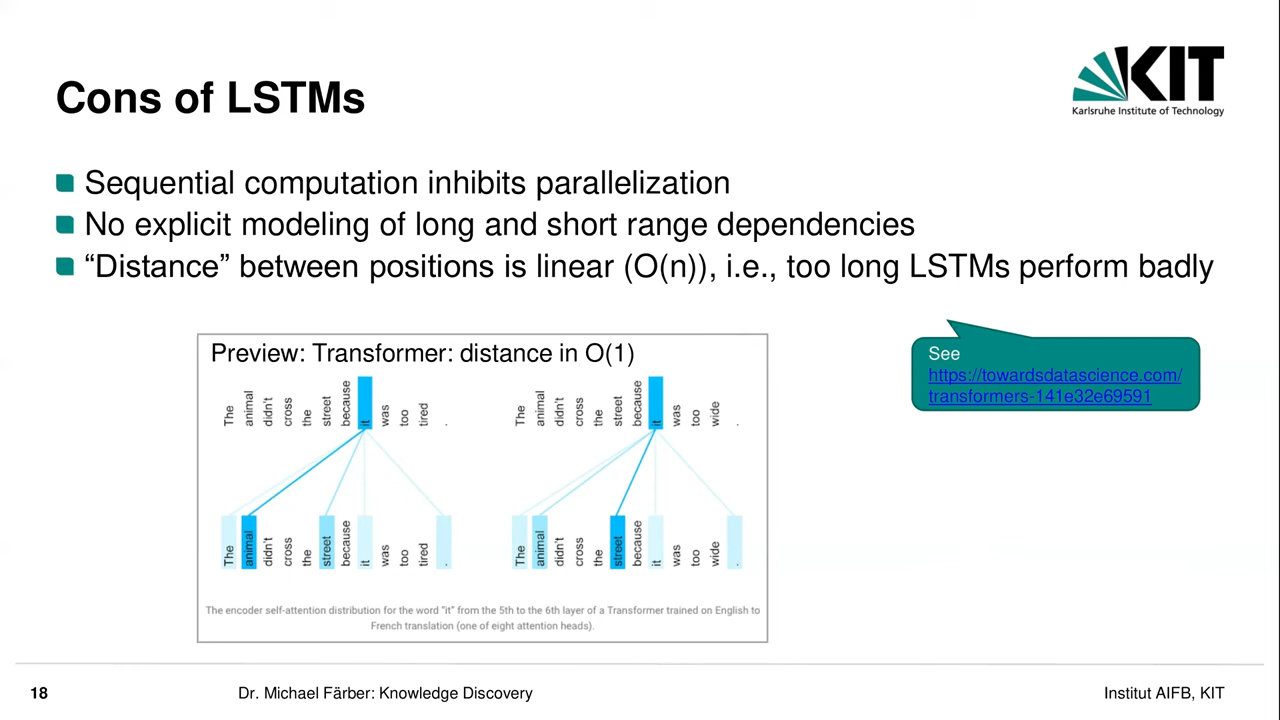 KIT
Karlsruhe Institute of Technology
Cons of LSTMs
Sequential computation inhibits parallelization
No explicit modeling of long and short range dependencies
“Distance” between positions is linear (O(n)), i.e., too long LSTMs perform badly
Preview: Transformer: distance in O(1)
The animal didn't cross the street because it was too tired .
The animal didn't cross the street because it was too wide .
The animal didn't cross the street because it was too tired .
The animal didn't cross the street because it was too wide .
The encoder self-attention distribution for the word “it” from the 5th to the 6th layer of a Transformer trained on English to
French translation (one of eight attention heads).
See
https://towardsdatascience.com/
transformers-141e32e69591
18
Dr. Michael Färber: Knowledge Discovery
Institut AIFB, KIT